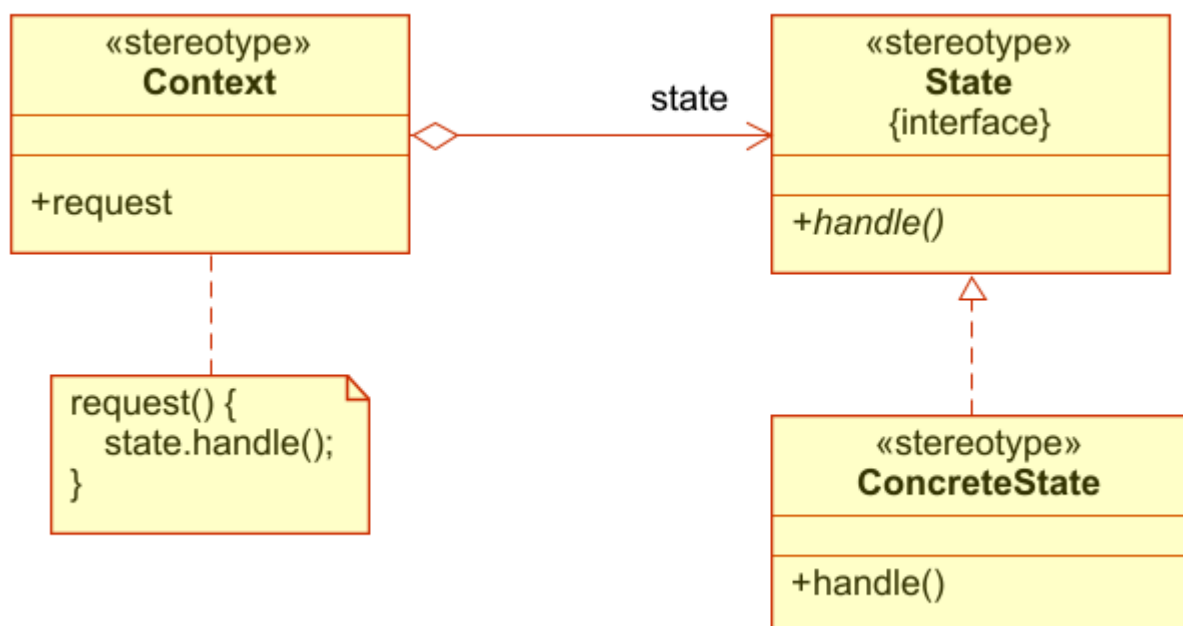 «stereotype»
Context
+request
request() {
state.handle();
}
state
«stereotype»
State
{interface}
+handle()
«stereotype»
ConcreteState
+handle()